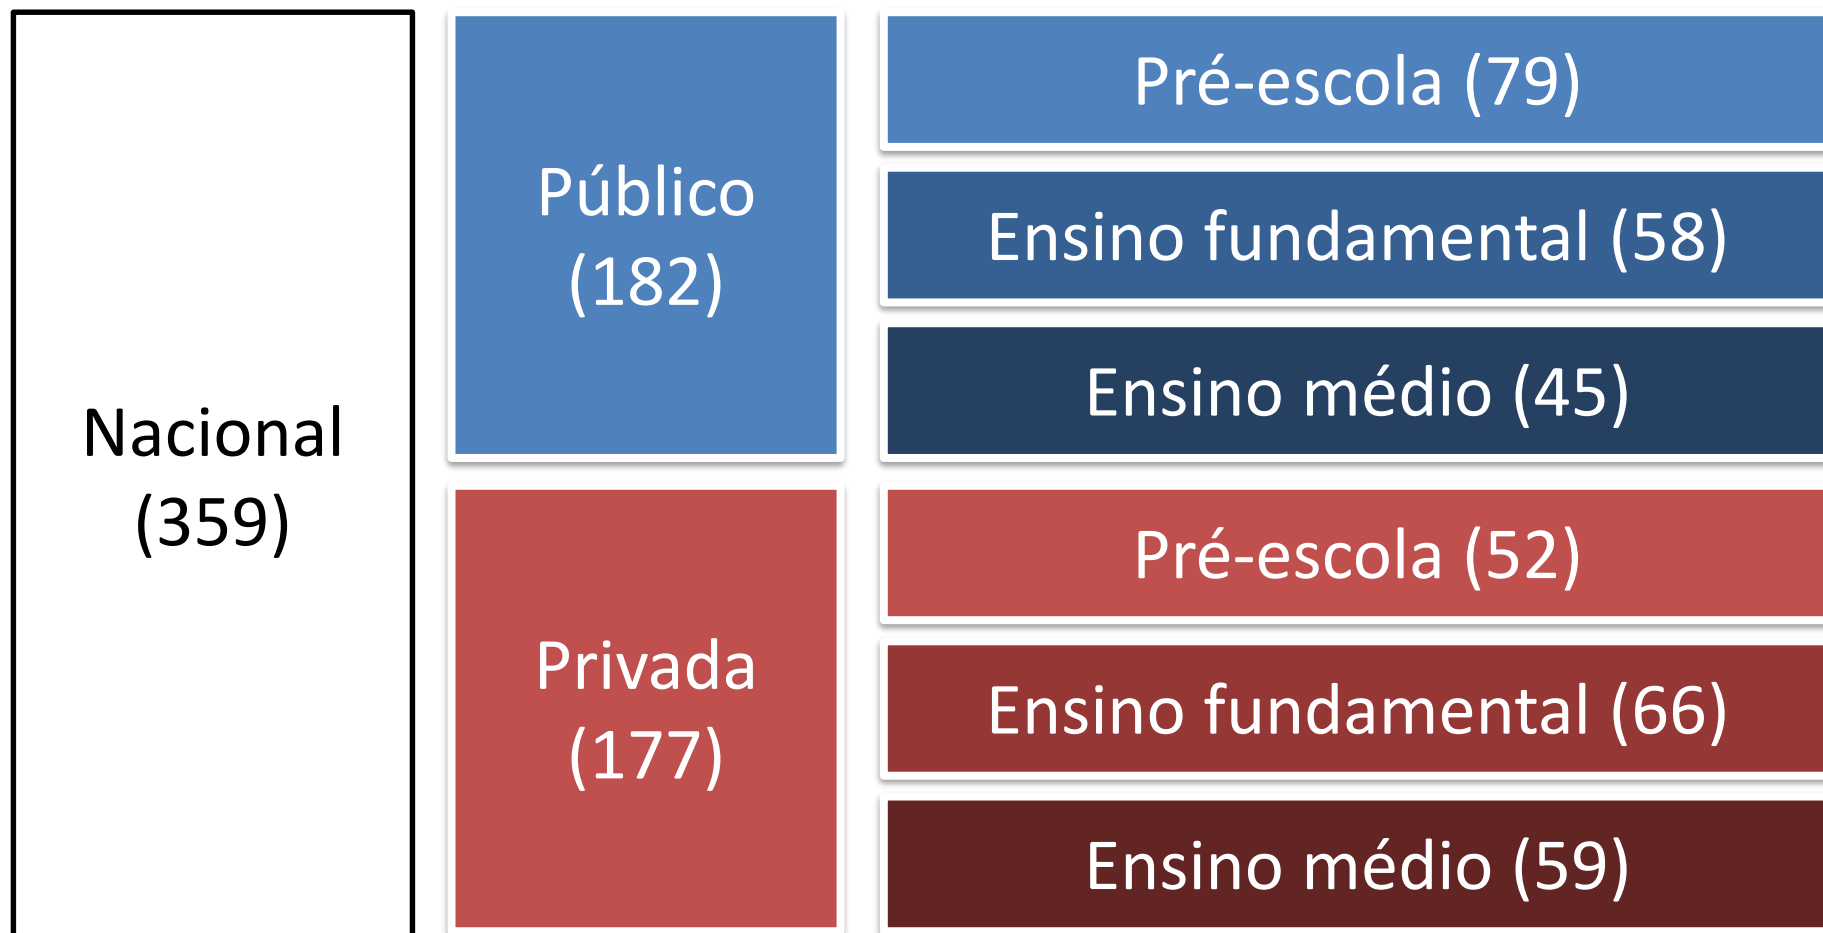 Nacional
(359)
Público
(182)
Pré-escola (79)
Ensino fundamental (58)
Ensino médio (45)
Privada
(177)
Pré-escola (52)
Ensino fundamental (66)
Ensino médio (59)